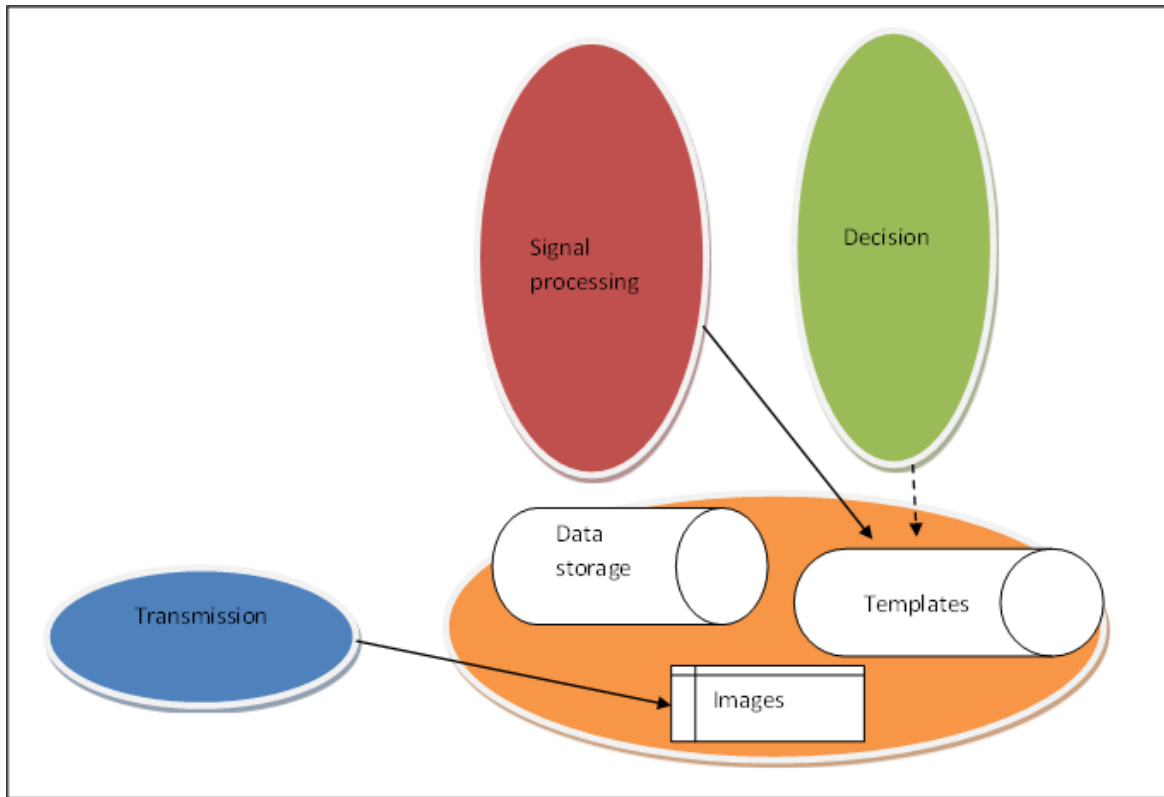 Signal
processing
Decision
Data
storage
Templates
Transmission
Images